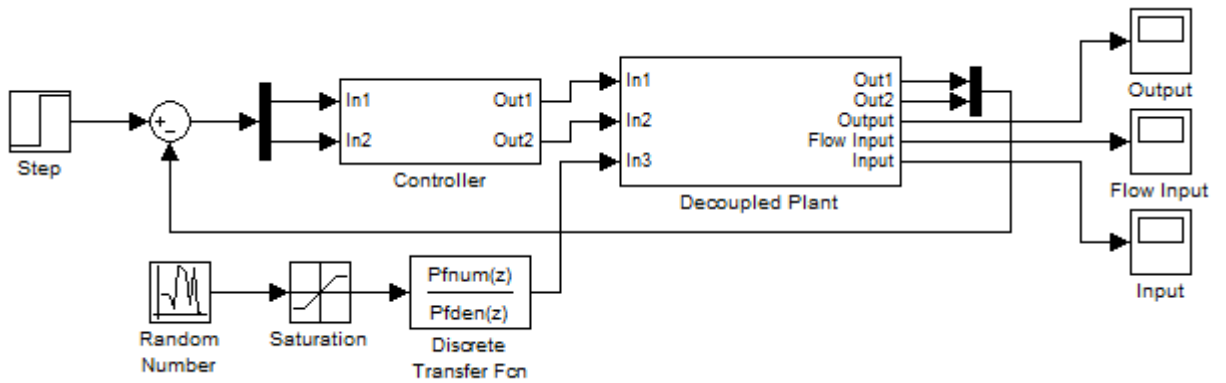 Step
+
−
In1
In2
Out1
Out2
Controller
In1
In2
In3
Out1
Out2
Output
Flow Input
Input
Decoupled Plant
Output
Flow Input
Input
Random
Number
Saturation
Pfnum(z)
Pfden(z)
Discrete
Transfer Fcn